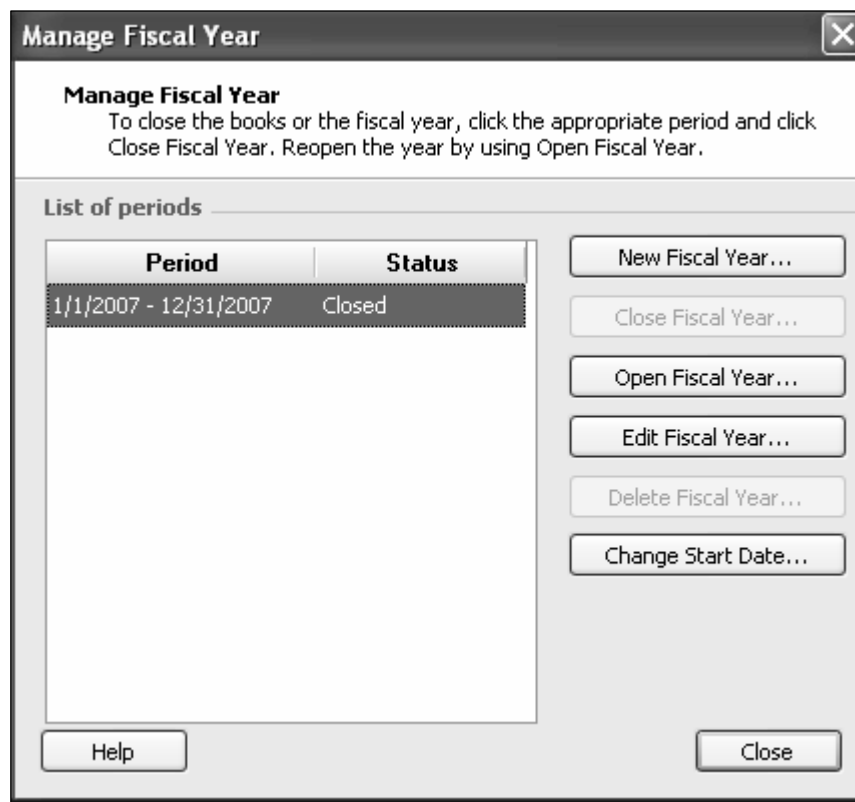 Manage Fiscal Year
Manage Fiscal Year
To close the books or the fiscal year, click the appropriate period and click
Close Fiscal Year. Reopen the year by using Open Fiscal Year.
List of periods
Period Status
1/1/2007 - 12/31/2007 Closed
New Fiscal Year...
Close Fiscal Year...
Open Fiscal Year...
Edit Fiscal Year...
Delete Fiscal Year...
Change Start Date...
Help Close